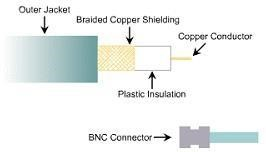 Outer Jacket
Braided Copper Shielding
Copper Conductor
Plastic Insulation
BNC Connector